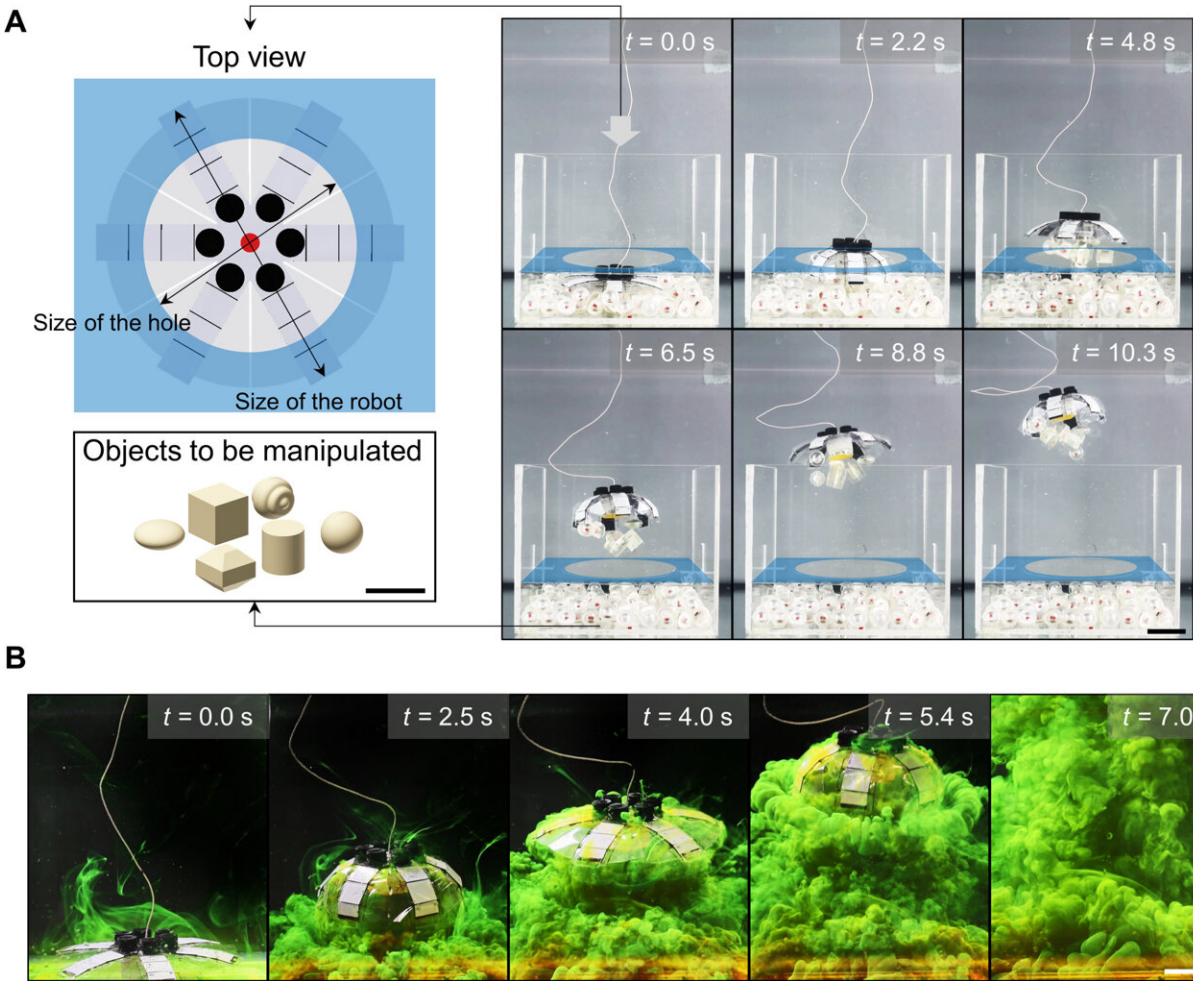 A
Top view
Size of the hole
Size of the robot
Objects to be manipulated
t = 0.0 s
t = 2.2 s
t = 4.8 s
t = 6.5 s
t = 8.8 s
t = 10.3 s
B
t = 0.0 s
t = 2.5 s
t = 4.0 s
t = 5.4 s
t = 7.0